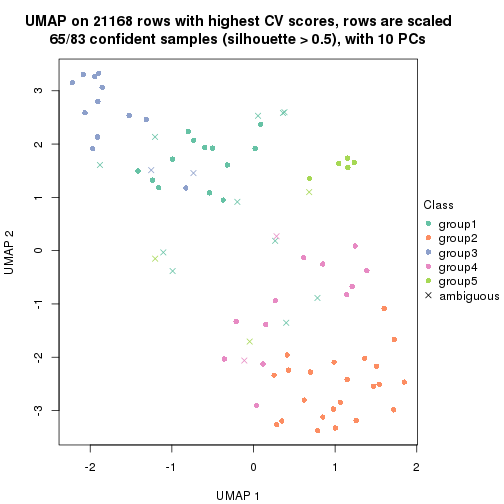 UMAP on 21168 rows with highest CV scores, rows are scaled
65/83 confident samples (silhouette > 0.5), with 10 PCs
3
2
1
0
-1
-2
-3
UMAP 2
-2
-1
0
1
2
UMAP 1
Class
group1
group2
group3
group4
group5
ambiguous